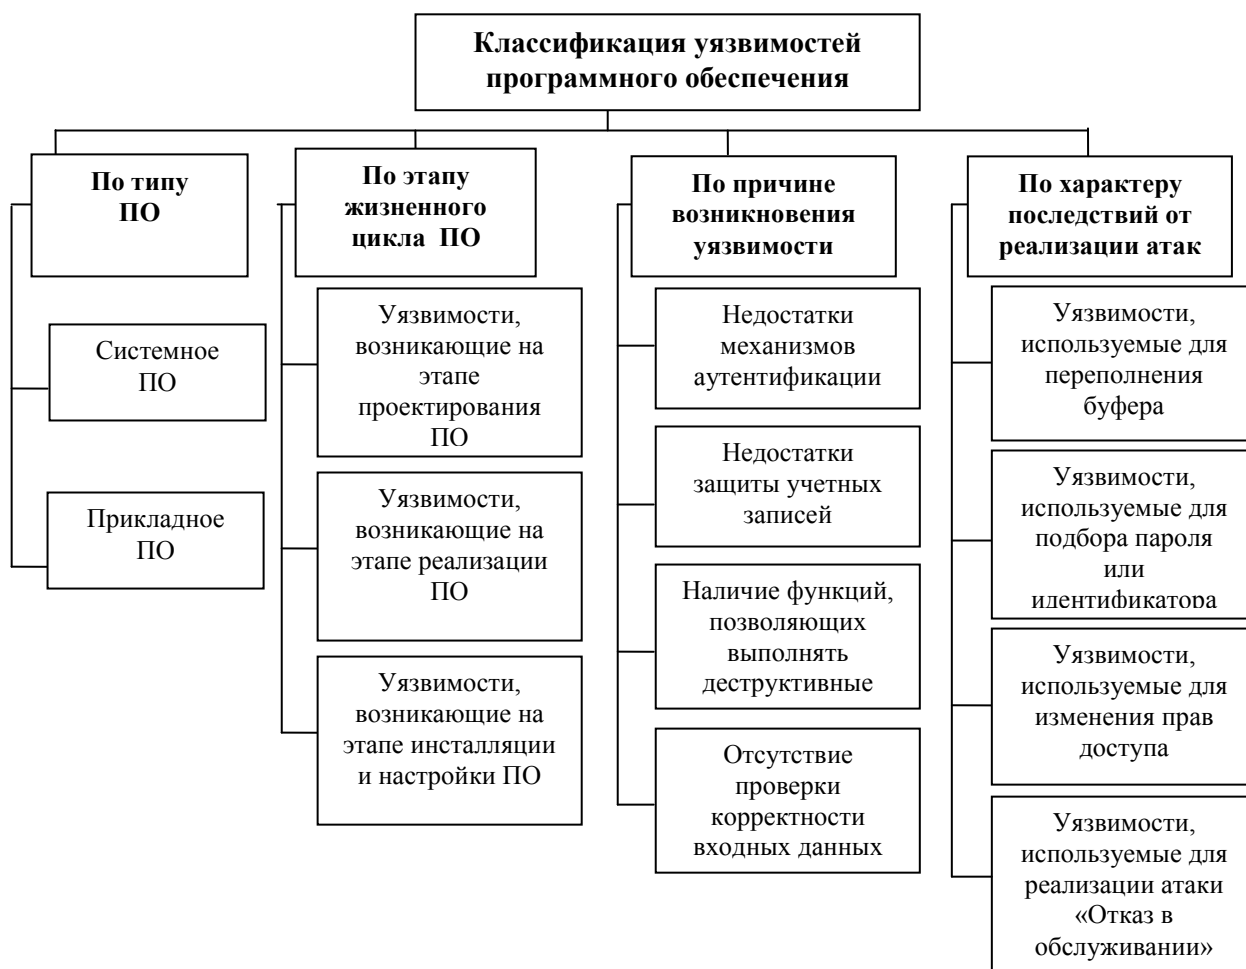 Классификация уязвимостей
программного обеспечения
По типу
ПО
Системное
ПО
Прикладное
ПО
По этапу
жизненного
цикла ПО
Уязвимости,
возникающие на
этапе
проектирования
ПО
Уязвимости,
возникающие на
этапе реализации
ПО
Уязвимости,
возникающие на
этапе инсталляции
и настройки ПО
По причине
возникновения
уязвимости
Недостатки
механизмов
аутентификации
Недостатки
защиты учетных
записей
Наличие функций,
позволяющих
выполнять
деструктивные
Отсутствие
проверки
корректности
входных данных
По характеру
последствий от
реализации атак
Уязвимости,
используемые для
переполнения
буфера
Уязвимости,
используемые для
подбора пароля
или
идентификатора
Уязвимости,
используемые для
изменения прав
доступа
Уязвимости,
используемые для
реализации атаки
«Отказ в
обслуживании»